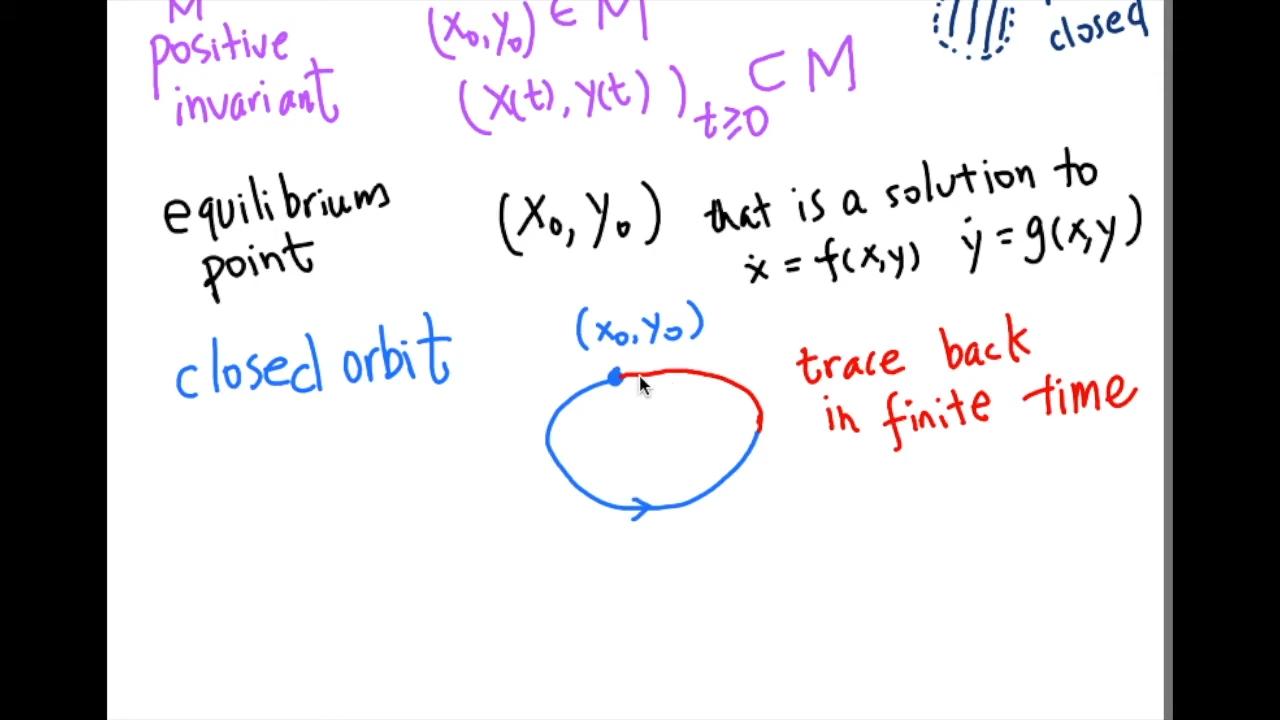 M
positive
invariant
(x₀,y₀) ∈ M
(x(t), y(t))ₜ≥₀ ⊂ M
closed
equilibrium
point
(x₀, y₀) that is a solution to
ẋ = f(x,y) ẏ = g(x,y)
closed orbit
(x₀,y₀)
trace back
in finite time